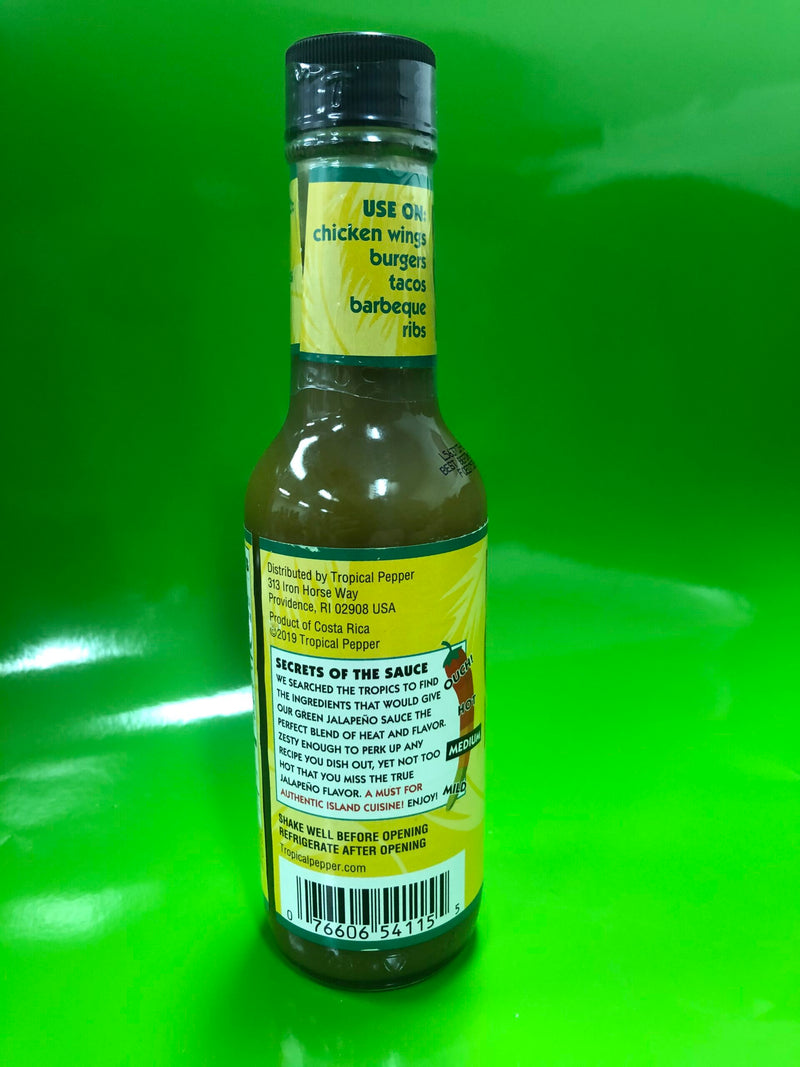 USE ON:
chicken wings
burgers
tacos
barbeque
ribs
Distributed by Tropical Pepper
313 Iron Horse Way
Providence, RI 02908 USA
Product of Costa Rica
©2019 Tropical Pepper
SECRETS OF THE SAUCE
WE SEARCHED THE TROPICS TO FIND
THE INGREDIENTS THAT WOULD GIVE
OUR GREEN JALAPEÑO SAUCE THE
PERFECT BLEND OF HEAT AND FLAVOR.
ZESTY ENOUGH TO PERK UP ANY
RECIPE YOU DISH OUT, YET NOT TOO
HOT THAT YOU MISS THE TRUE
JALAPEÑO FLAVOR. A MUST FOR
AUTHENTIC ISLAND CUISINE! ENJOY!
OUCH!
HOT
MEDIUM
MILD
SHAKE WELL BEFORE OPENING
REFRIGERATE AFTER OPENING
Tropicalpepper.com
0 76606 54115 5